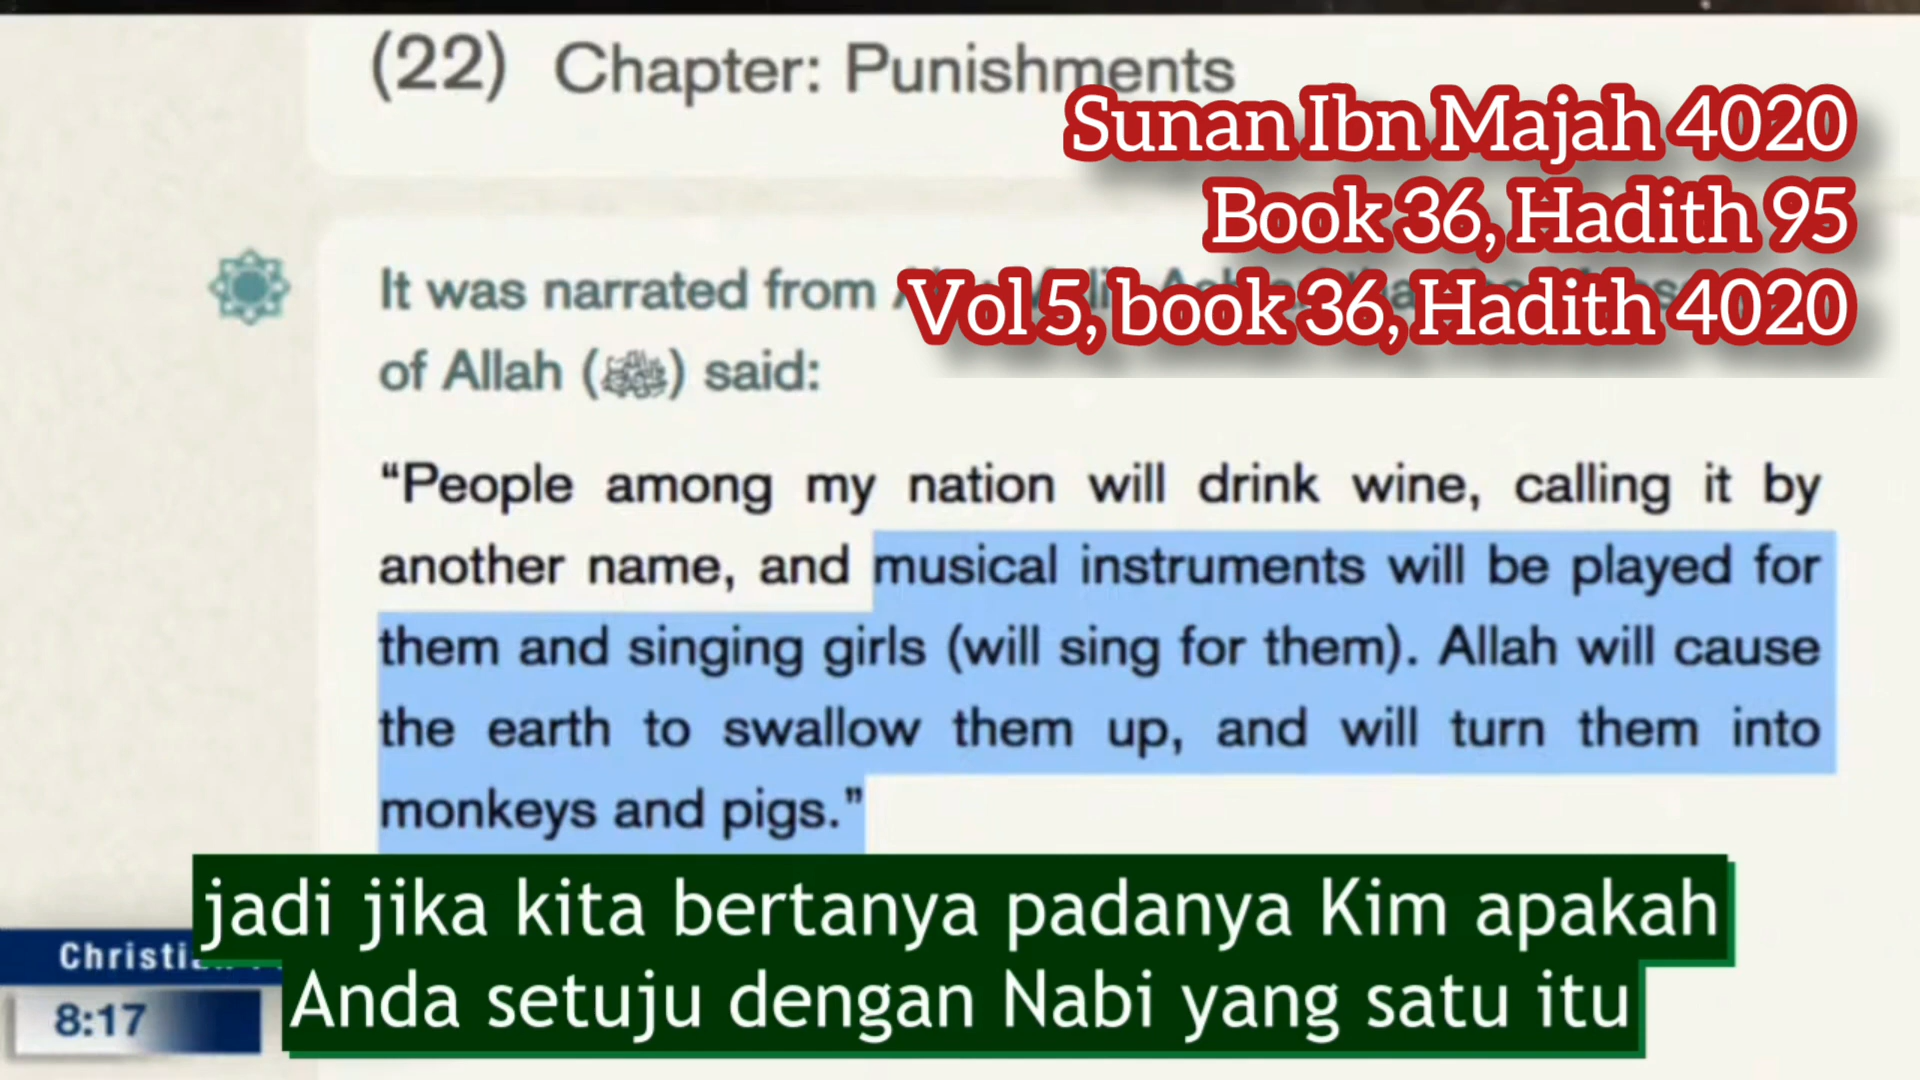 (22) Chapter: Punishments
Sunan Ibn Majah 4020
Book 36, Hadith 95
Vol 5, book 36, Hadith 4020
It was narrated from
of Allah (ﷺ) said:
“People among my nation will drink wine, calling it by
another name, and musical instruments will be played for
them and singing girls (will sing for them). Allah will cause
the earth to swallow them up, and will turn them into
monkeys and pigs.”
jadi jika kita bertanya padanya Kim apakah
Anda setuju dengan Nabi yang satu itu
8:17